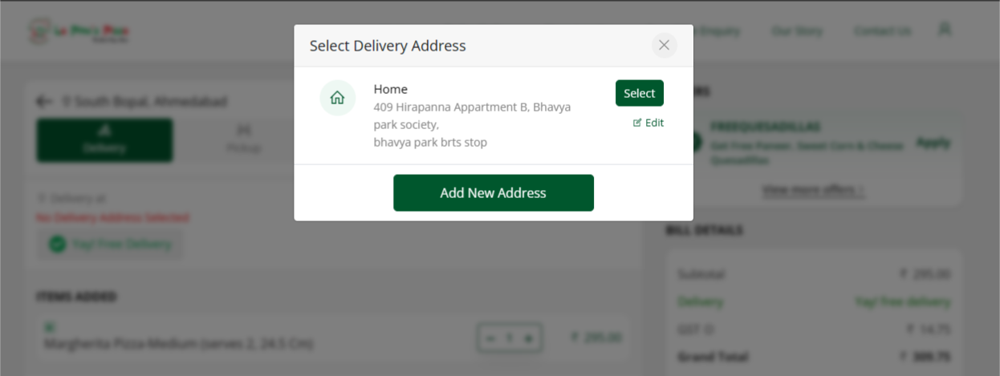 La Pino'z Pizza
Enquiry
Our Story
Contact Us
Select Delivery Address
Home
409 Hirapanna Appartment B, Bhavya
park society,
bhavya park brts stop
Select
Edit
Add New Address
South Bopal, Ahmedabad
Delivery
Pickup
Delivery at
No Delivery Address Selected
Yay! Free Delivery
ITEMS ADDED
Margherita Pizza-Medium (serves 2, 24.5 Cm)
− 1 +
₹ 295.00
FREEQUESADILLAS
Get Free Paneer, Sweet Corn & Cheese
Quesadillas
Apply
View more offers >
BILL DETAILS
Subtotal ₹ 295.00
Delivery Yay! free delivery
GST ₹ 14.75
Grand Total ₹ 309.75